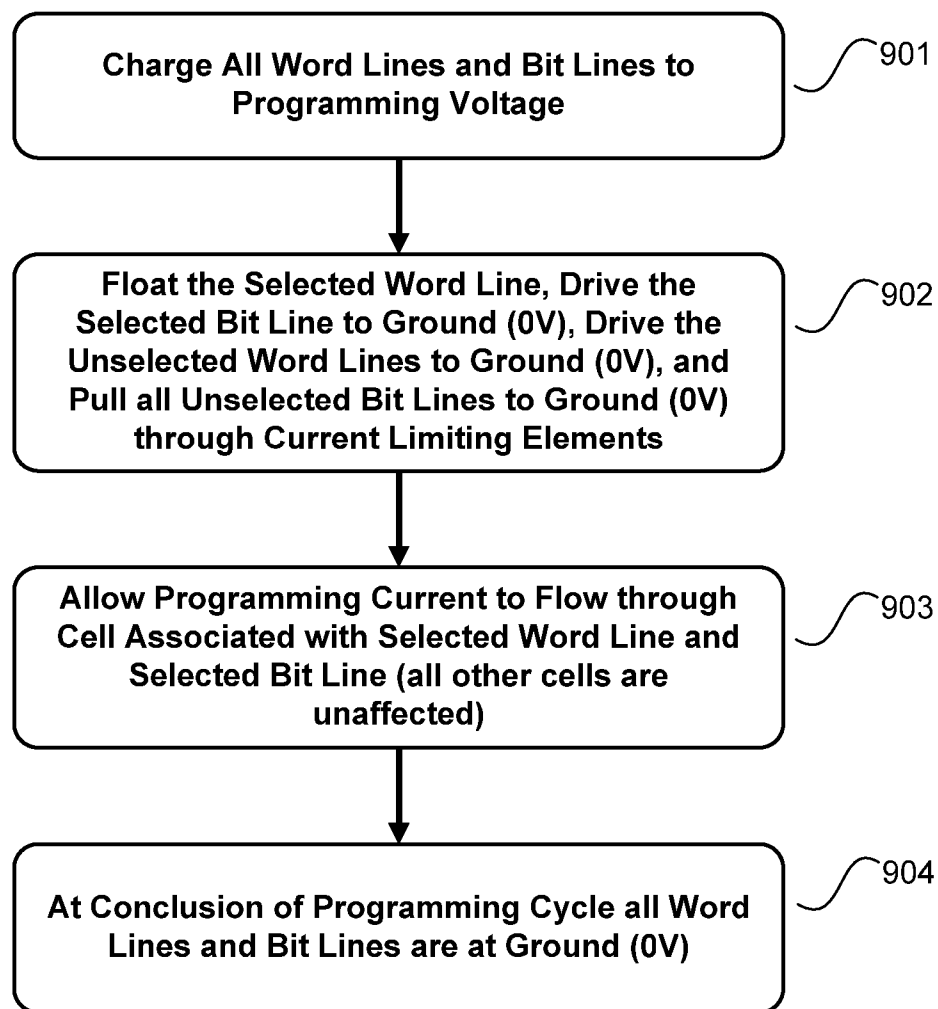 Charge All Word Lines and Bit Lines to
Programming Voltage
901
Float the Selected Word Line, Drive the
Selected Bit Line to Ground (0V), Drive the
Unselected Word Lines to Ground (0V), and
Pull all Unselected Bit Lines to Ground (0V)
through Current Limiting Elements
902
Allow Programming Current to Flow through
Cell Associated with Selected Word Line and
Selected Bit Line (all other cells are
unaffected)
903
At Conclusion of Programming Cycle all Word
Lines and Bit Lines are at Ground (0V)
904